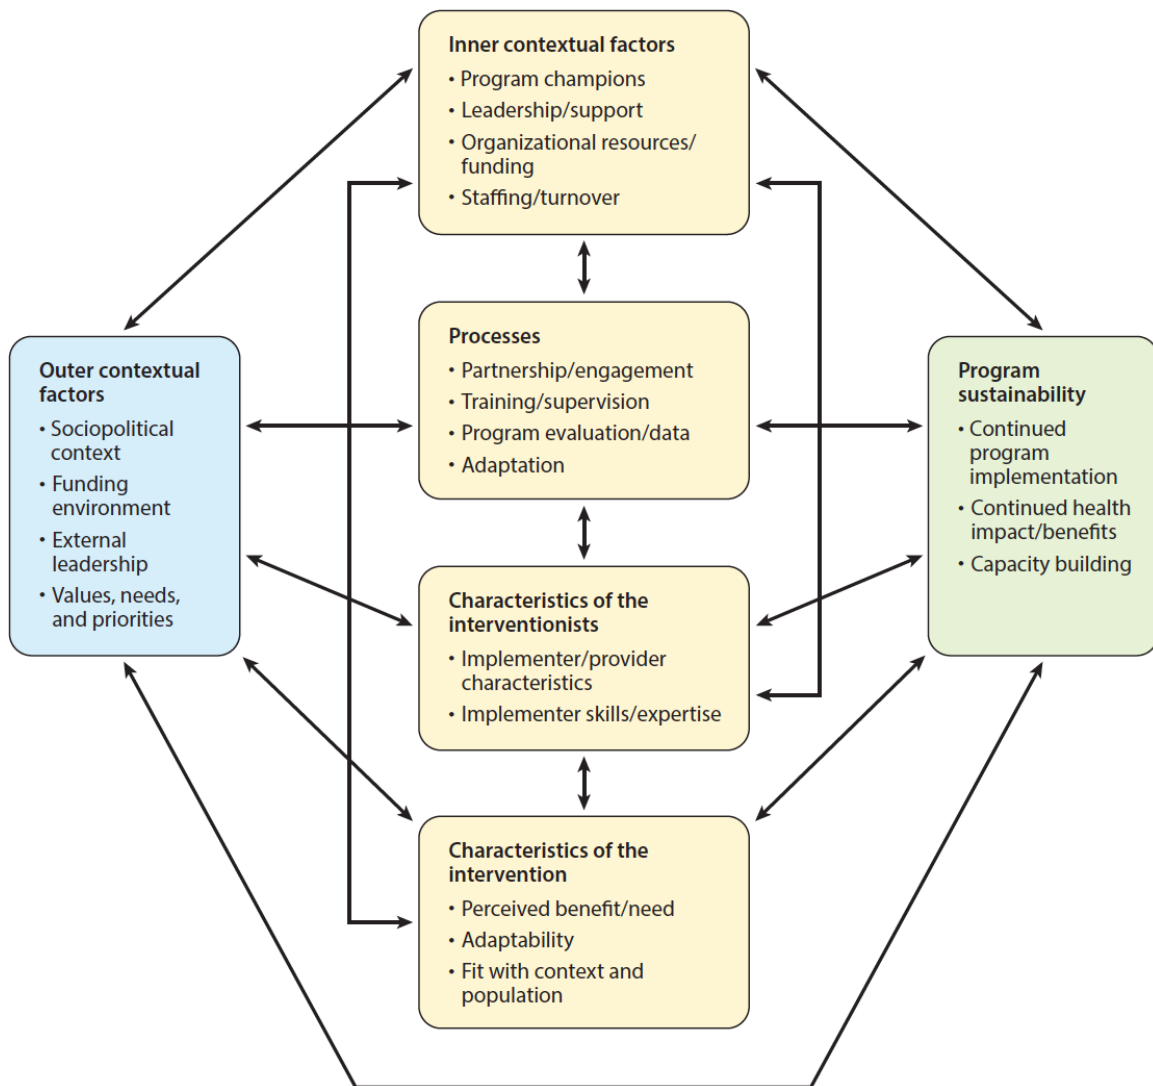 Inner contextual factors
• Program champions
• Leadership/support
• Organizational resources/
funding
• Staffing/turnover
Processes
• Partnership/engagement
• Training/supervision
• Program evaluation/data
• Adaptation
Outer contextual
factors
• Sociopolitical
context
• Funding
environment
• External
leadership
• Values, needs,
and priorities
Program
sustainability
• Continued
program
implementation
• Continued health
impact/benefits
• Capacity building
Characteristics of the
interventionists
• Implementer/provider
characteristics
• Implementer skills/expertise
Characteristics of the
intervention
• Perceived benefit/need
• Adaptability
• Fit with context and
population